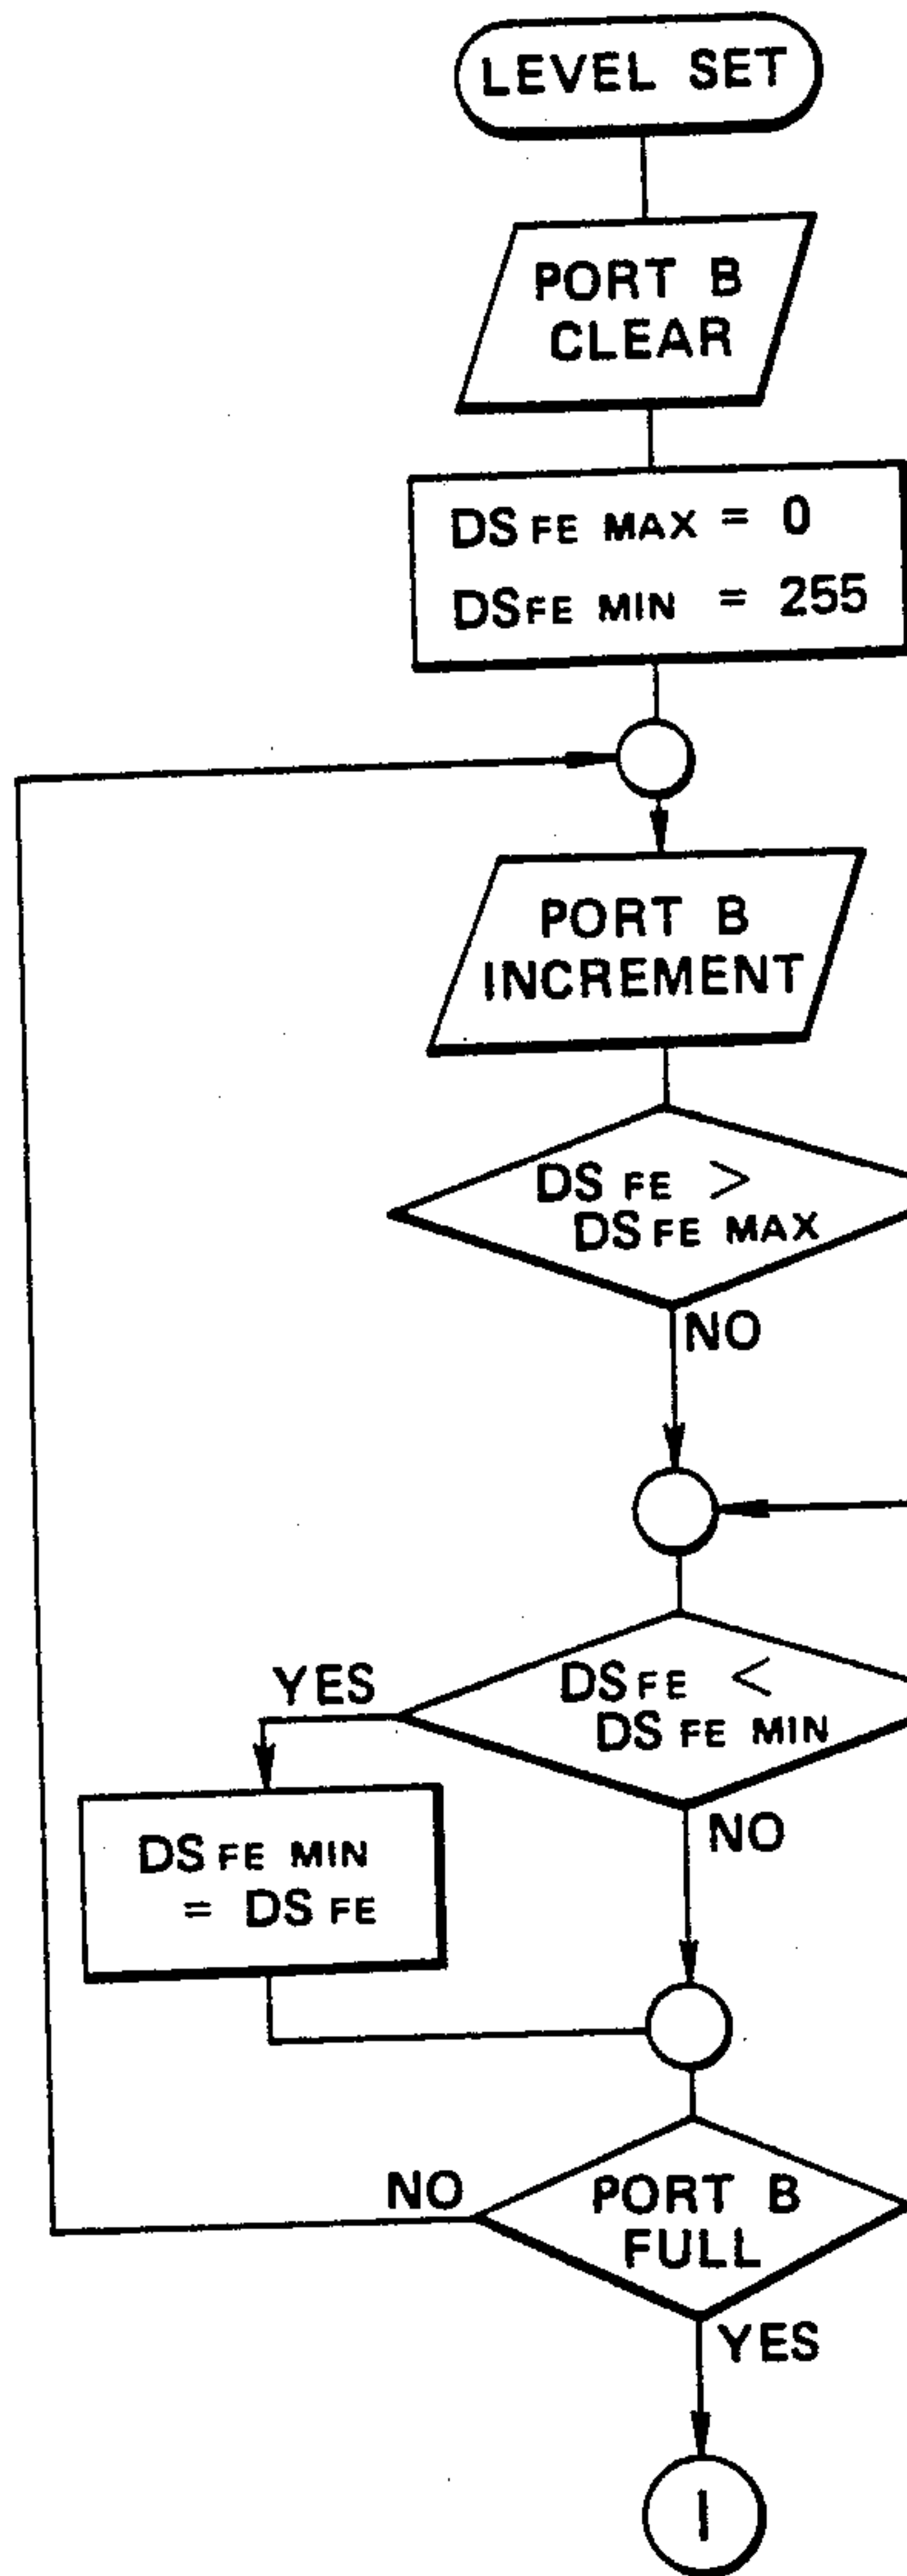 LEVEL SET
PORT B
CLEAR
DS FE MAX = 0
DS FE MIN = 255
PORT B
INCREMENT
DS FE >
DS FE MAX
NO
DS FE <
DS FE MIN
YES
NO
DS FE MIN
= DS FE
PORT B
FULL
NO
YES
I